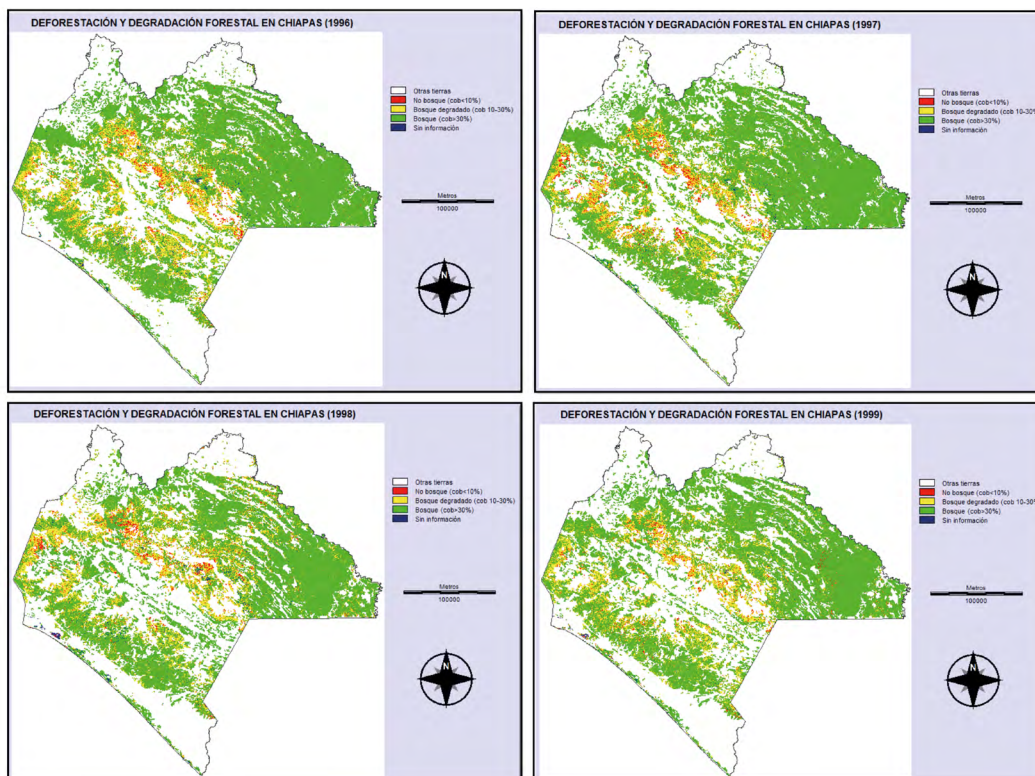 DEFORESTACIÓN Y DEGRADACIÓN FORESTAL EN CHIAPAS (1996)
Otras tierras
No bosque (cob<10%)
Bosque degradado (cob 10-30%)
Bosque (cob>30%)
Sin información
Metros
100000
N
DEFORESTACIÓN Y DEGRADACIÓN FORESTAL EN CHIAPAS (1997)
Otras tierras
No bosque (cob<10%)
Bosque degradado (cob 10-30%
Bosque (cob>30%)
Sin información
Metros
100000
N
DEFORESTACIÓN Y DEGRADACIÓN FORESTAL EN CHIAPAS (1998)
Otras tierras
No bosque (cob<10%)
Bosque degradado (cob 10-30%)
Bosque (cob>30%)
Sin información
Metros
100000
N
DEFORESTACIÓN Y DEGRADACIÓN FORESTAL EN CHIAPAS (1999)
Otras tierras
No bosque (cob<10%)
Bosque degradado (cob 10-30%
Bosque (cob>30%)
Sin información
Metros
100000
N